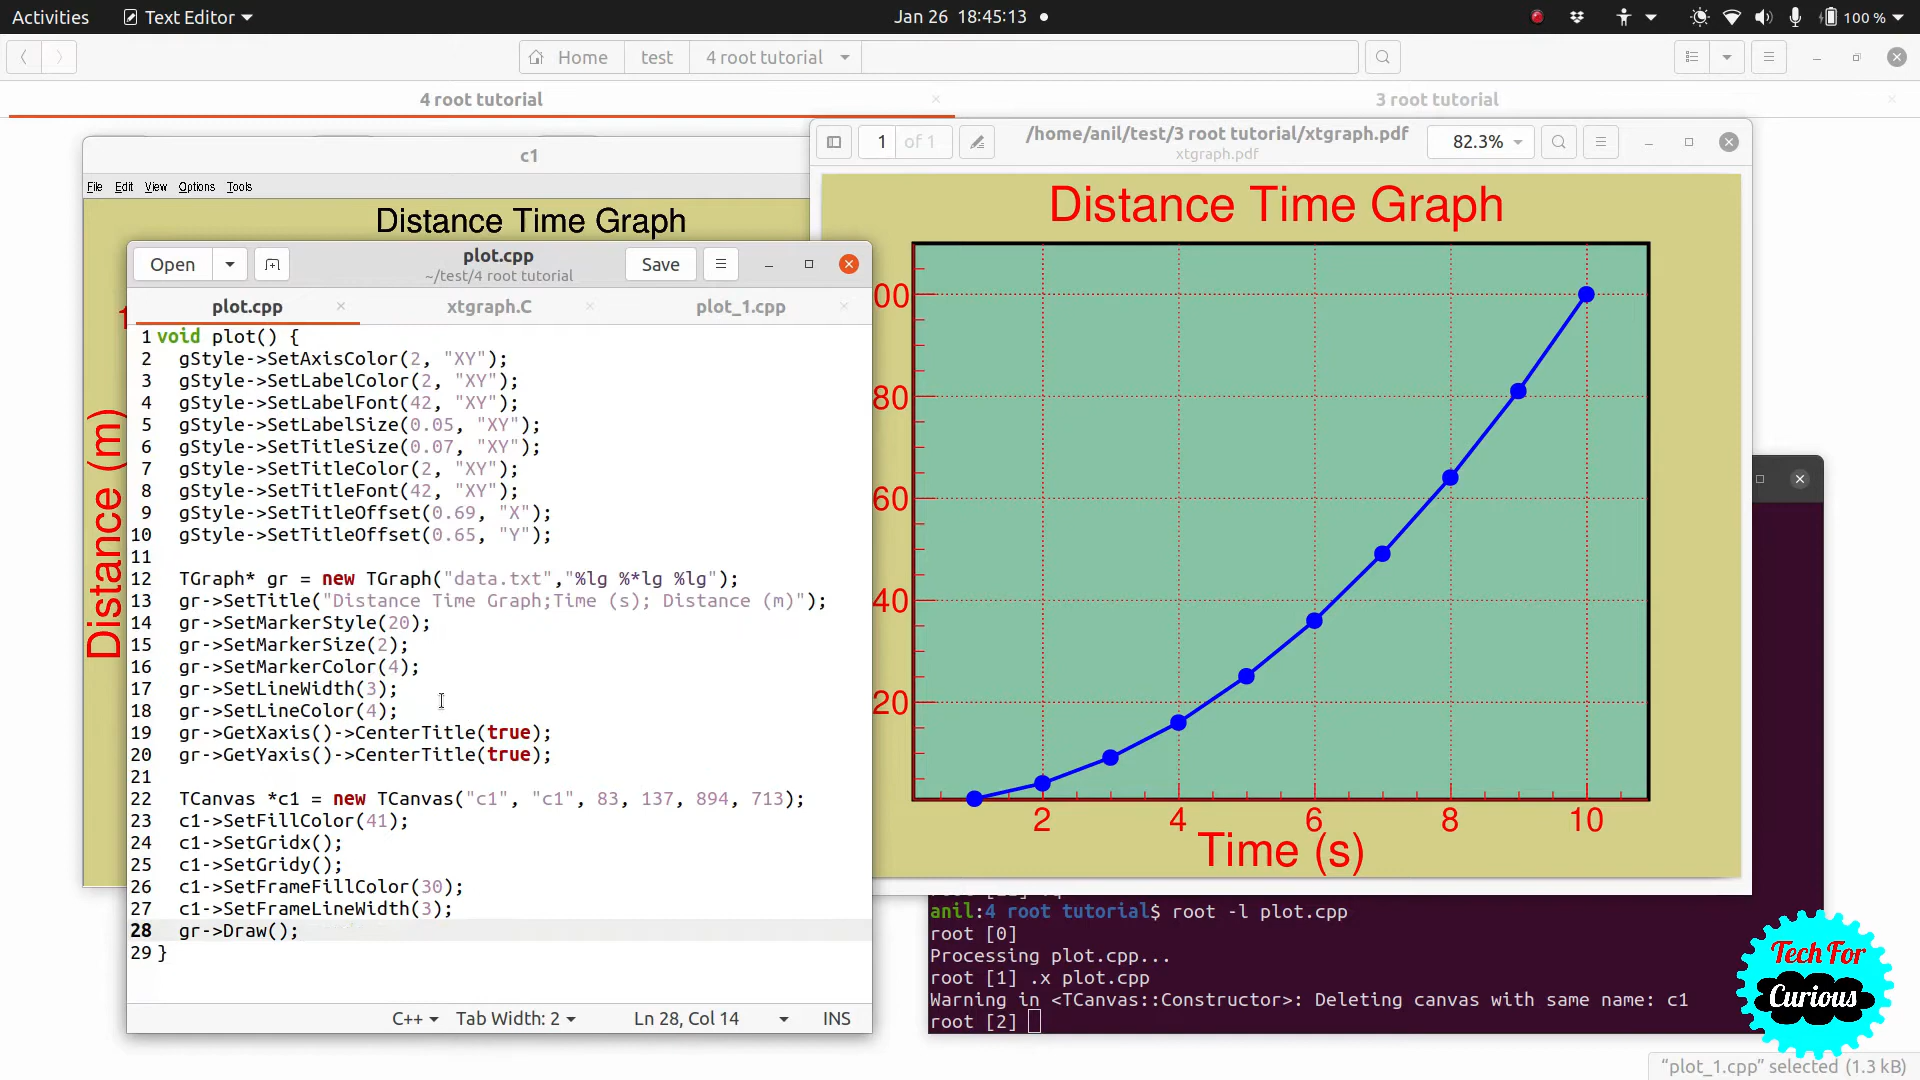 Activities Text Editor Jan 26 18:45:13 100 %
Home test 4 root tutorial
4 root tutorial 3 root tutorial
c1
File Edit View Options Tools
Distance Time Graph
Distance (m)
1 of 1 /home/anil/test/3 root tutorial/xtgraph.pdf 82.3%
xtgraph.pdf
Distance Time Graph
00
80
60
40
20
2 4 6 8 10
Time (s)
Open plot.cpp Save
~/test/4 root tutorial
plot.cpp xtgraph.C plot_1.cpp
1 void plot() {
2 gStyle->SetAxisColor(2, "XY");
3 gStyle->SetLabelColor(2, "XY");
4 gStyle->SetLabelFont(42, "XY");
5 gStyle->SetLabelSize(0.05, "XY");
6 gStyle->SetTitleSize(0.07, "XY");
7 gStyle->SetTitleColor(2, "XY");
8 gStyle->SetTitleFont(42, "XY");
9 gStyle->SetTitleOffset(0.69, "X");
10 gStyle->SetTitleOffset(0.65, "Y");
11
12 TGraph* gr = new TGraph("data.txt","%lg %*lg %lg");
13 gr->SetTitle("Distance Time Graph;Time (s); Distance (m)");
14 gr->SetMarkerStyle(20);
15 gr->SetMarkerSize(2);
16 gr->SetMarkerColor(4);
17 gr->SetLineWidth(3);
18 gr->SetLineColor(4);
19 gr->GetXaxis()->CenterTitle(true);
20 gr->GetYaxis()->CenterTitle(true);
21
22 TCanvas *c1 = new TCanvas("c1", "c1", 83, 137, 894, 713);
23 c1->SetFillColor(41);
24 c1->SetGridx();
25 c1->SetGridy();
26 c1->SetFrameFillColor(30);
27 c1->SetFrameLineWidth(3);
28 gr->Draw();
29 }
C++ Tab Width: 2 Ln 28, Col 14 INS
anil:4 root tutorial$ root -l plot.cpp
root [0]
Processing plot.cpp...
root [1] .x plot.cpp
Warning in <TCanvas::Constructor>: Deleting canvas with same name: c1
root [2]
Tech For
Curious
"plot_1.cpp" selected (1.3 kB)